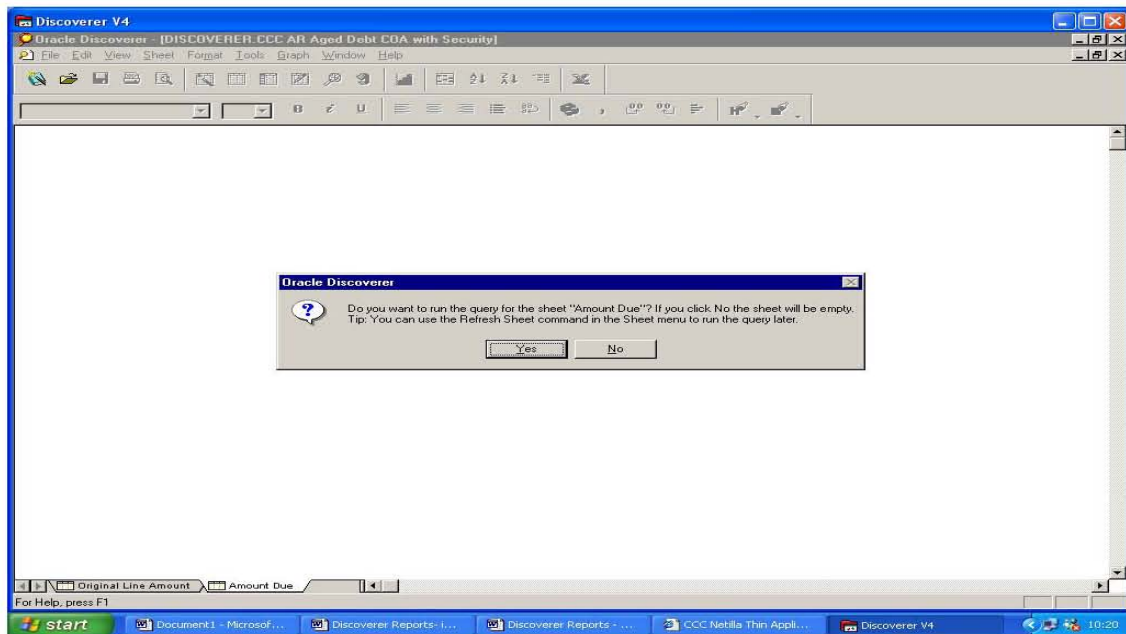 Discoverer V4
Oracle Discoverer - [DISCOVERER.CCC AR Aged Debt COA with Security]
File Edit View Sheet Format Tools Graph Window Help
B i U
Oracle Discoverer
Do you want to run the query for the sheet "Amount Due"? If you click No the sheet will be empty.
Tip: You can use the Refresh Sheet command in the Sheet menu to run the query later.
Yes No
Original Line Amount Amount Due
For Help, press F1
start Document1 - Microsof... Discoverer Reports- i... Discoverer Reports - ... CCC Netilla Thin Appli... Discoverer V4 10:20